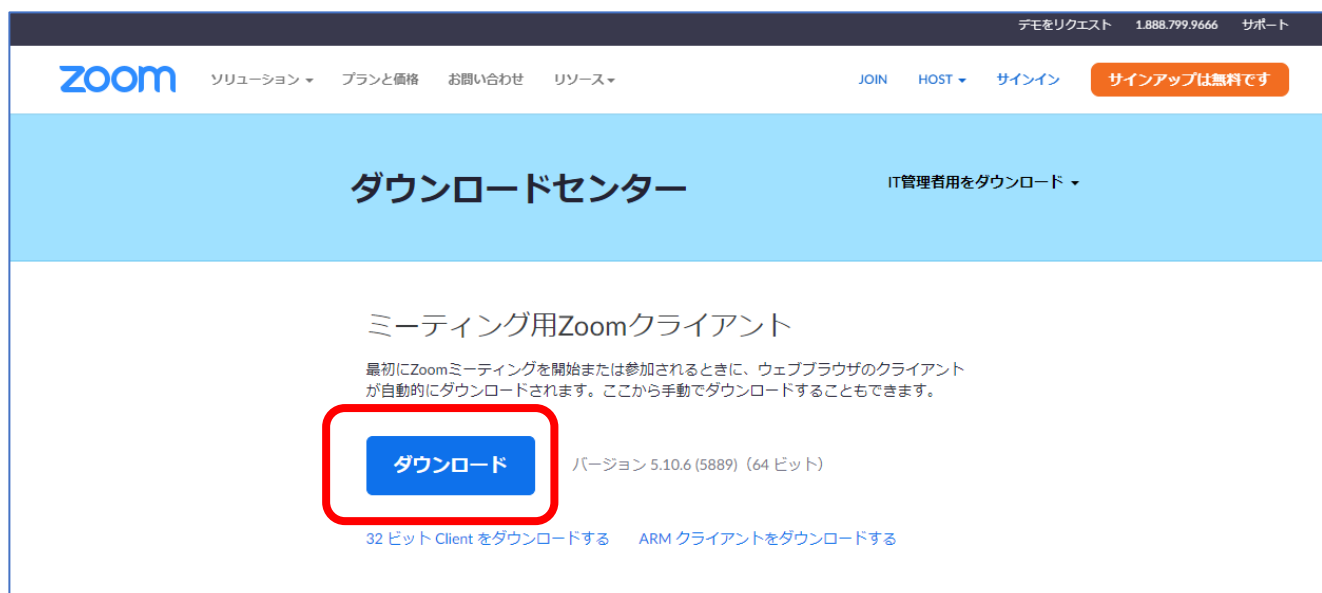 デモをリクエスト 1.888.799.9666 サポート
zoom ソリューション プランと価格 お問い合わせ リソース JOIN HOST サインイン サインアップは無料です
ダウンロードセンター
IT管理者用をダウンロード
ミーティング用Zoomクライアント
最初にZoomミーティングを開始または参加されるときに、ウェブブラウザのクライアント
が自動的にダウンロードされます。ここから手動でダウンロードすることもできます。
ダウンロード バージョン 5.10.6 (5889)（64 ビット）
32 ビット Client をダウンロードする ARM クライアントをダウンロードする